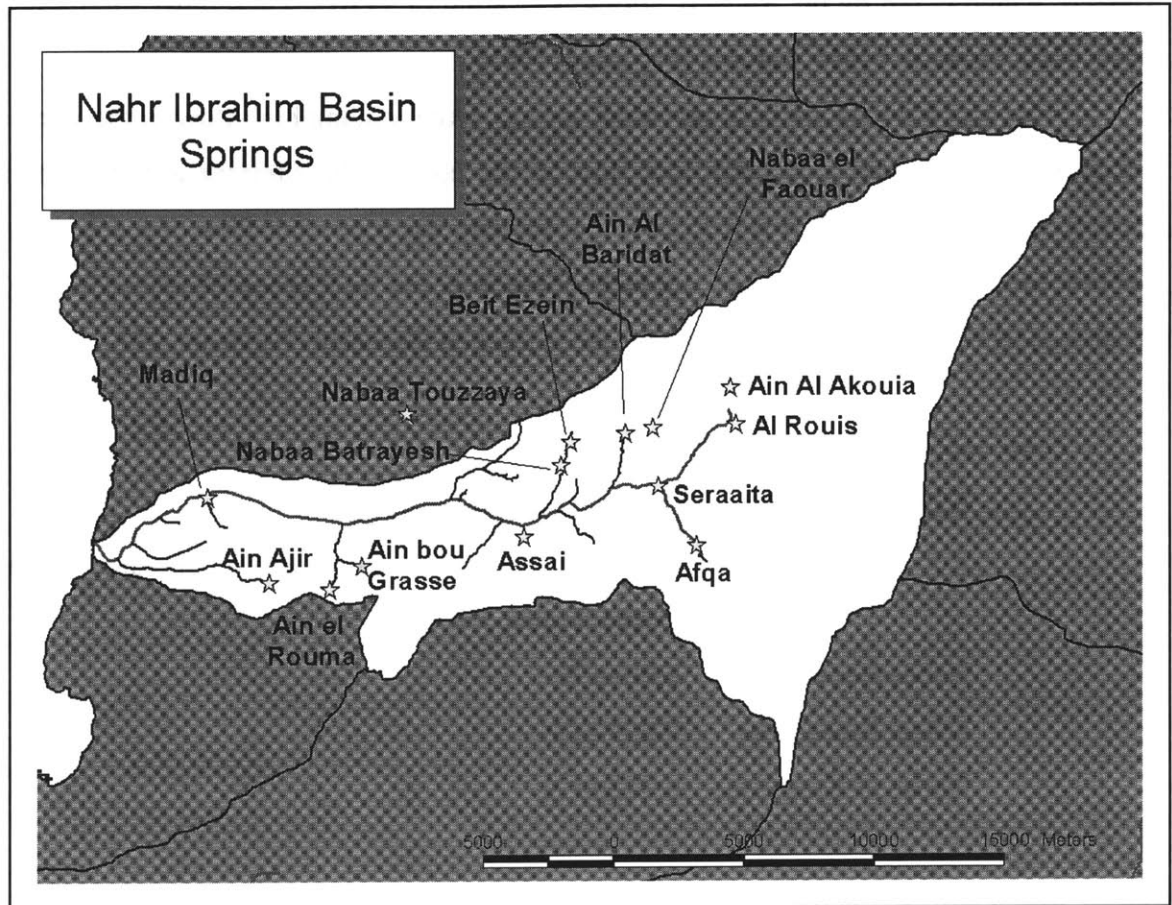 Nahr Ibrahim Basin
Springs
Nabaa el
Faouar
Ain Al
Baridat
Beit Ezein
Madiq
Nabaa Touzzaya
Ain Al Akouia
Al Rouis
Nabaa Batrayesh
Seraaita
Ain Ajir
Ain bou
Grasse
Assai
Afqa
Ain el
Rouma
5000 0 5000 10000 15000 Meters